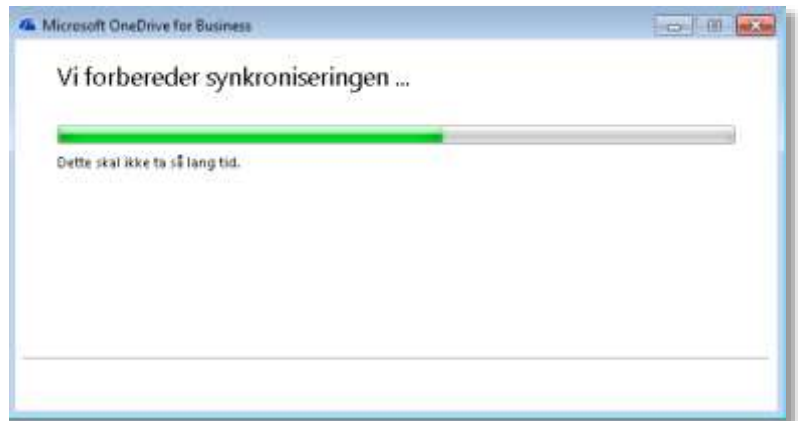 Microsoft OneDrive for Business
Vi forbereder synkroniseringen ...
Dette skal ikke ta så lang tid.